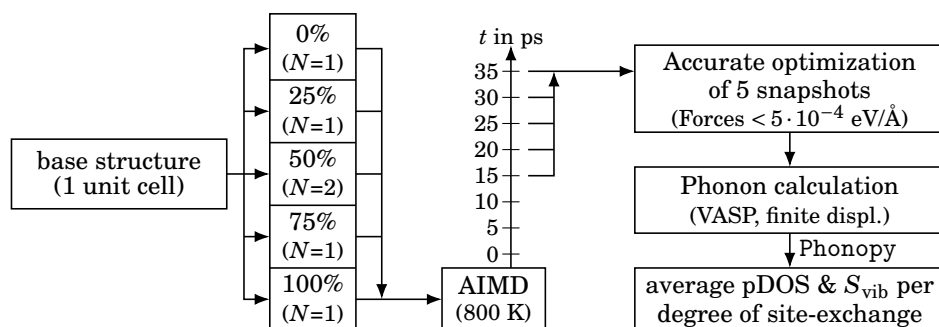 base structure
(1 unit cell)
0%
(N=1)
25%
(N=1)
50%
(N=2)
75%
(N=1)
100%
(N=1)
AIMD
(800 K)
t in ps
35
30
25
20
15
10
5
0
Accurate optimization
of 5 snapshots
(Forces < 5 · 10⁻⁴ eV/Å)
Phonon calculation
(VASP, finite displ.)
Phonopy
average pDOS & S_vib per
degree of site-exchange